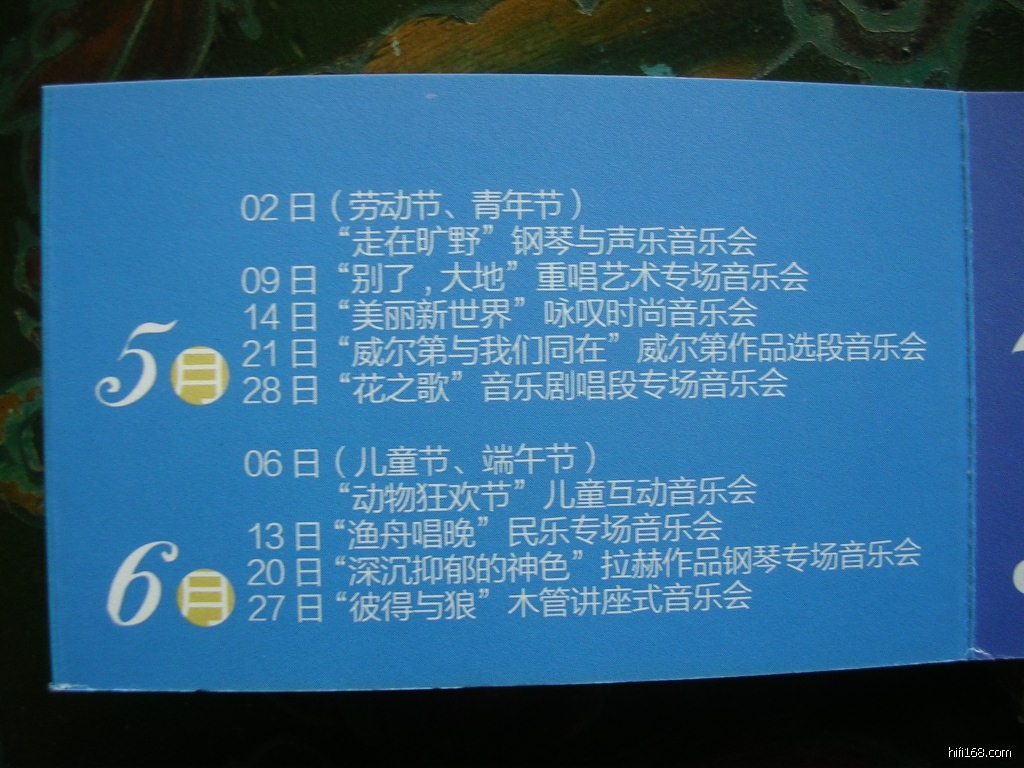 02 日（劳动节、青年节）
“走在旷野”钢琴与声乐音乐会
09 日“别了，大地”重唱艺术专场音乐会
14 日“美丽新世界”咏叹时尚音乐会
21 日“威尔第与我们同在”威尔第作品选段音乐会
5月
28 日“花之歌”音乐剧唱段专场音乐会
06 日（儿童节、端午节）
“动物狂欢节”儿童互动音乐会
13 日“渔舟唱晚”民乐专场音乐会
20 日“深沉抑郁的神色”拉赫作品钢琴专场音乐会
6月
27 日“彼得与狼”木管讲座式音乐会
hifi168.com